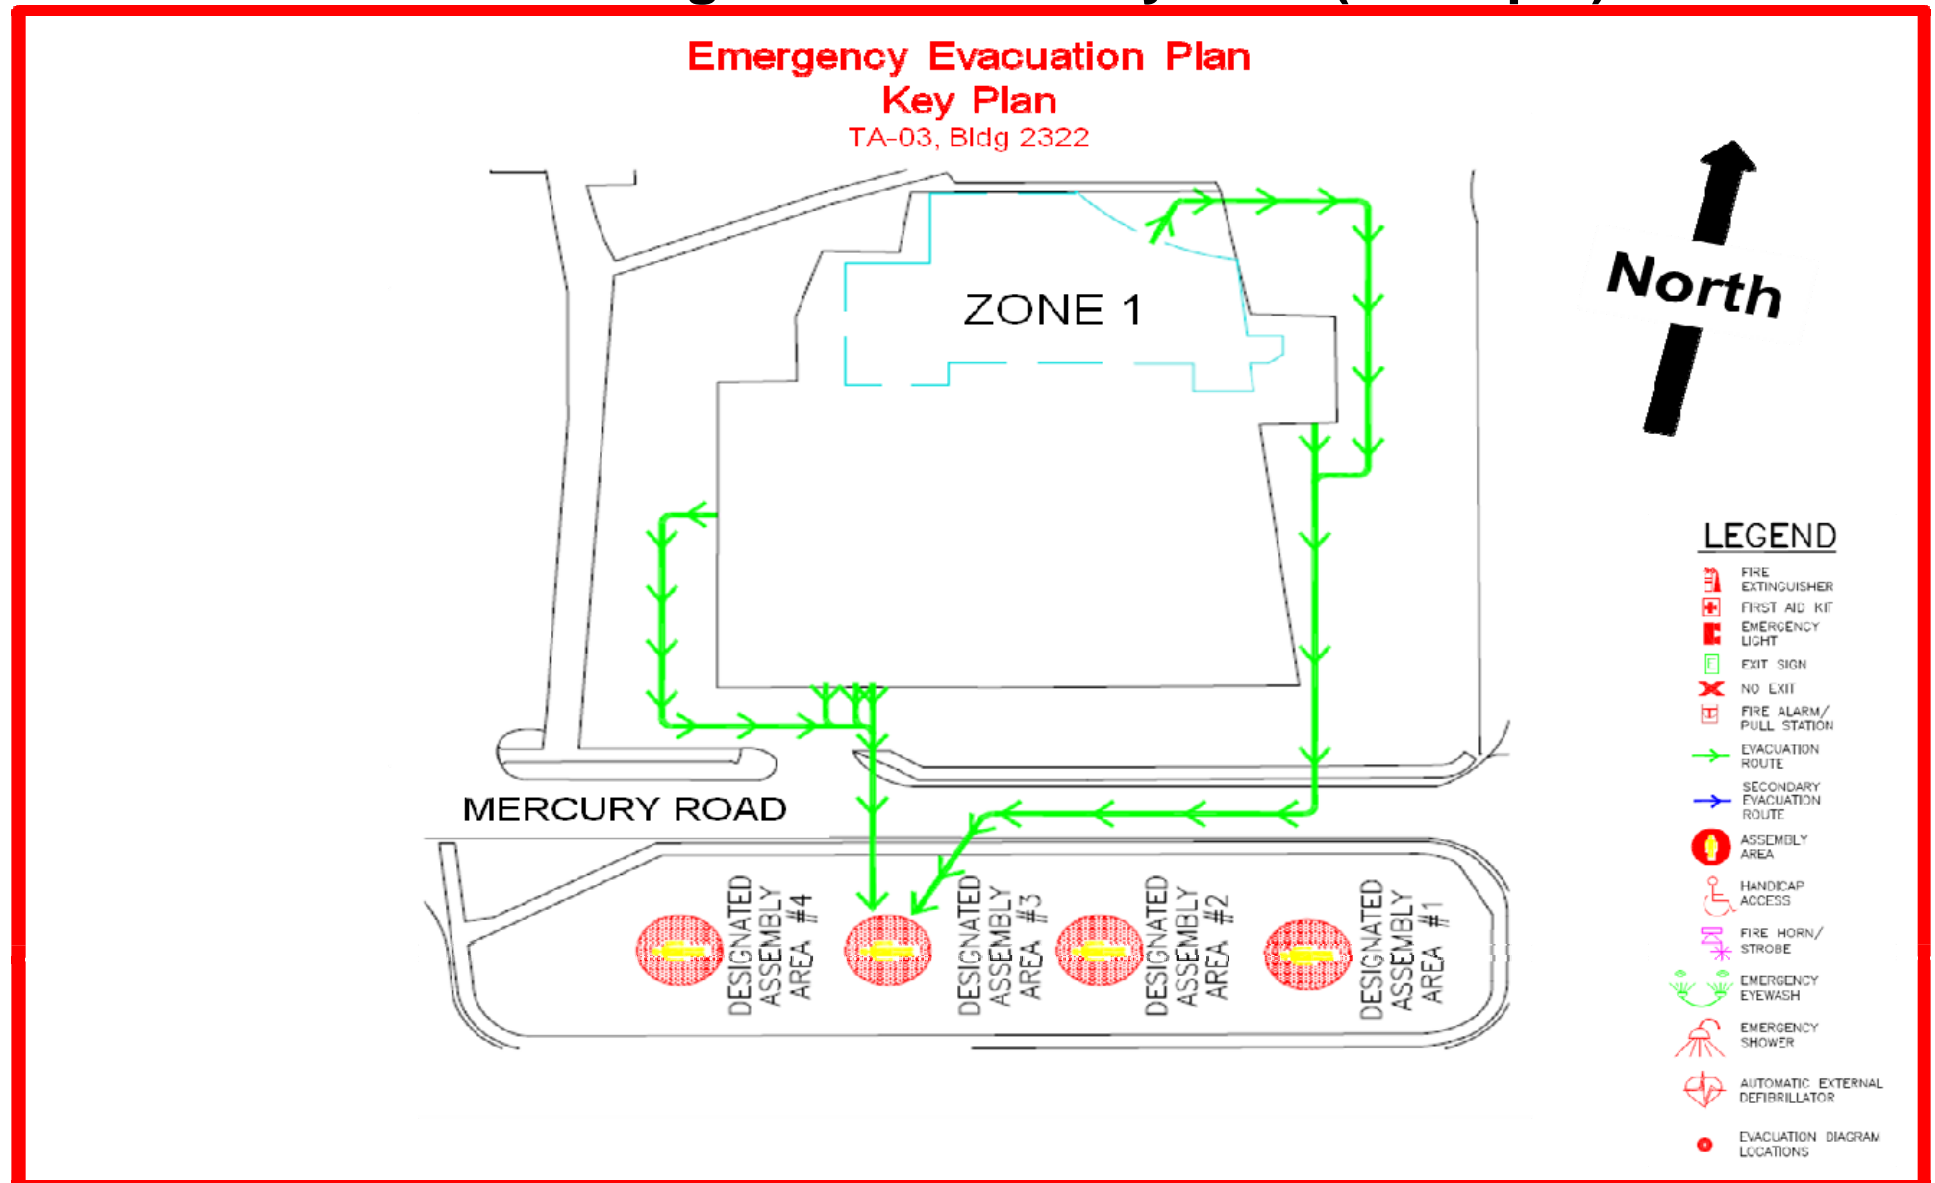 Emergency Evacuation Plan
Key Plan
TA-03, Bldg 2322
North
ZONE 1
LEGEND
FIRE
EXTINGUISHER
FIRST AID KIT
EMERGENCY
LIGHT
EXIT SIGN
NO EXIT
FIRE ALARM/
PULL STATION
EVACUATION
ROUTE
SECONDARY
EVACUATION
ROUTE
ASSEMBLY
AREA
HANDICAP
ACCESS
FIRE HORN/
STROBE
EMERGENCY
EYEWASH
EMERGENCY
SHOWER
AUTOMATIC EXTERNAL
DEFIBRILLATOR
EVACUATION DIAGRAM
LOCATIONS
MERCURY ROAD
DESIGNATED
ASSEMBLY
AREA #4
DESIGNATED
ASSEMBLY
AREA #3
DESIGNATED
ASSEMBLY
AREA #2
DESIGNATED
ASSEMBLY
AREA #1